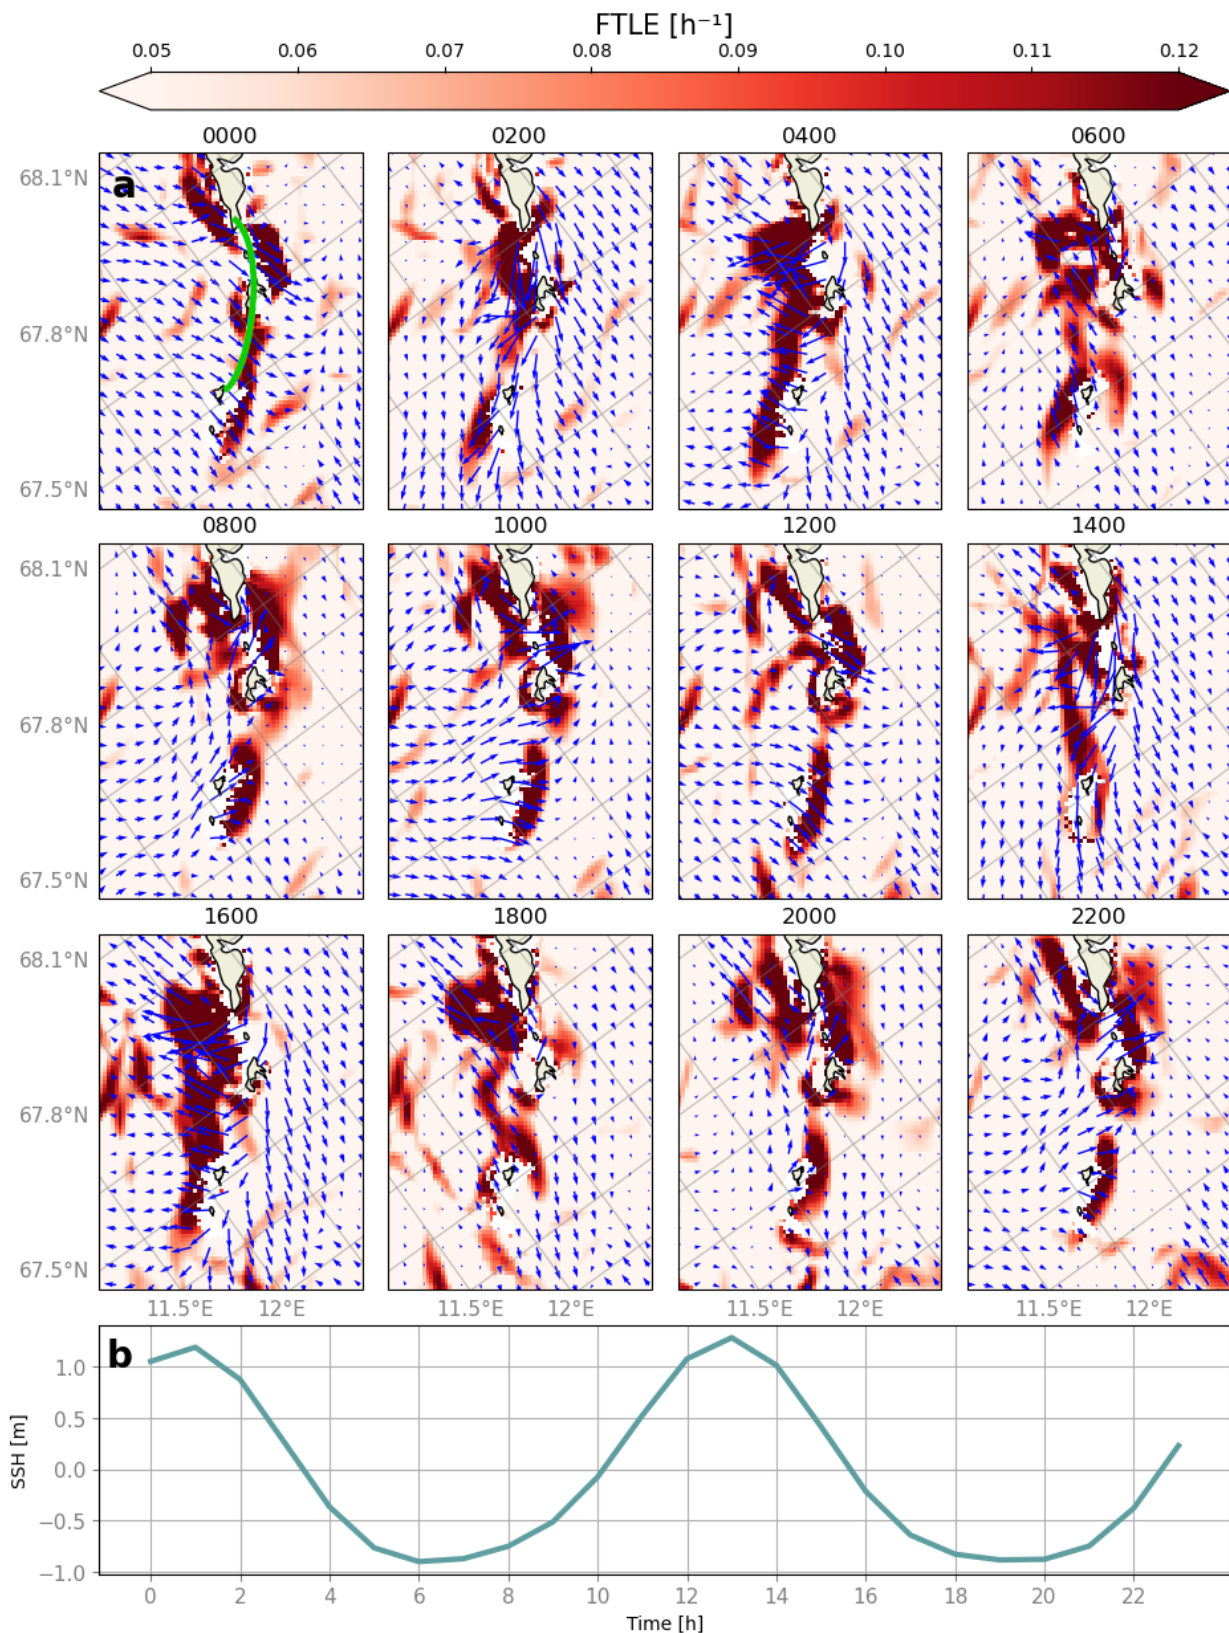 FTLE [h⁻¹]
0.05 0.06 0.07 0.08 0.09 0.10 0.11 0.12
0000 0200 0400 0600
a
68.1°N
67.8°N
67.5°N
0800 1000 1200 1400
68.1°N
67.8°N
67.5°N
1600 1800 2000 2200
68.1°N
67.8°N
67.5°N
11.5°E 12°E 11.5°E 12°E 11.5°E 12°E 11.5°E 12°E
b
1.0
0.5
0.0
−0.5
−1.0
SSH [m]
0 2 4 6 8 10 12 14 16 18 20 22
Time [h]